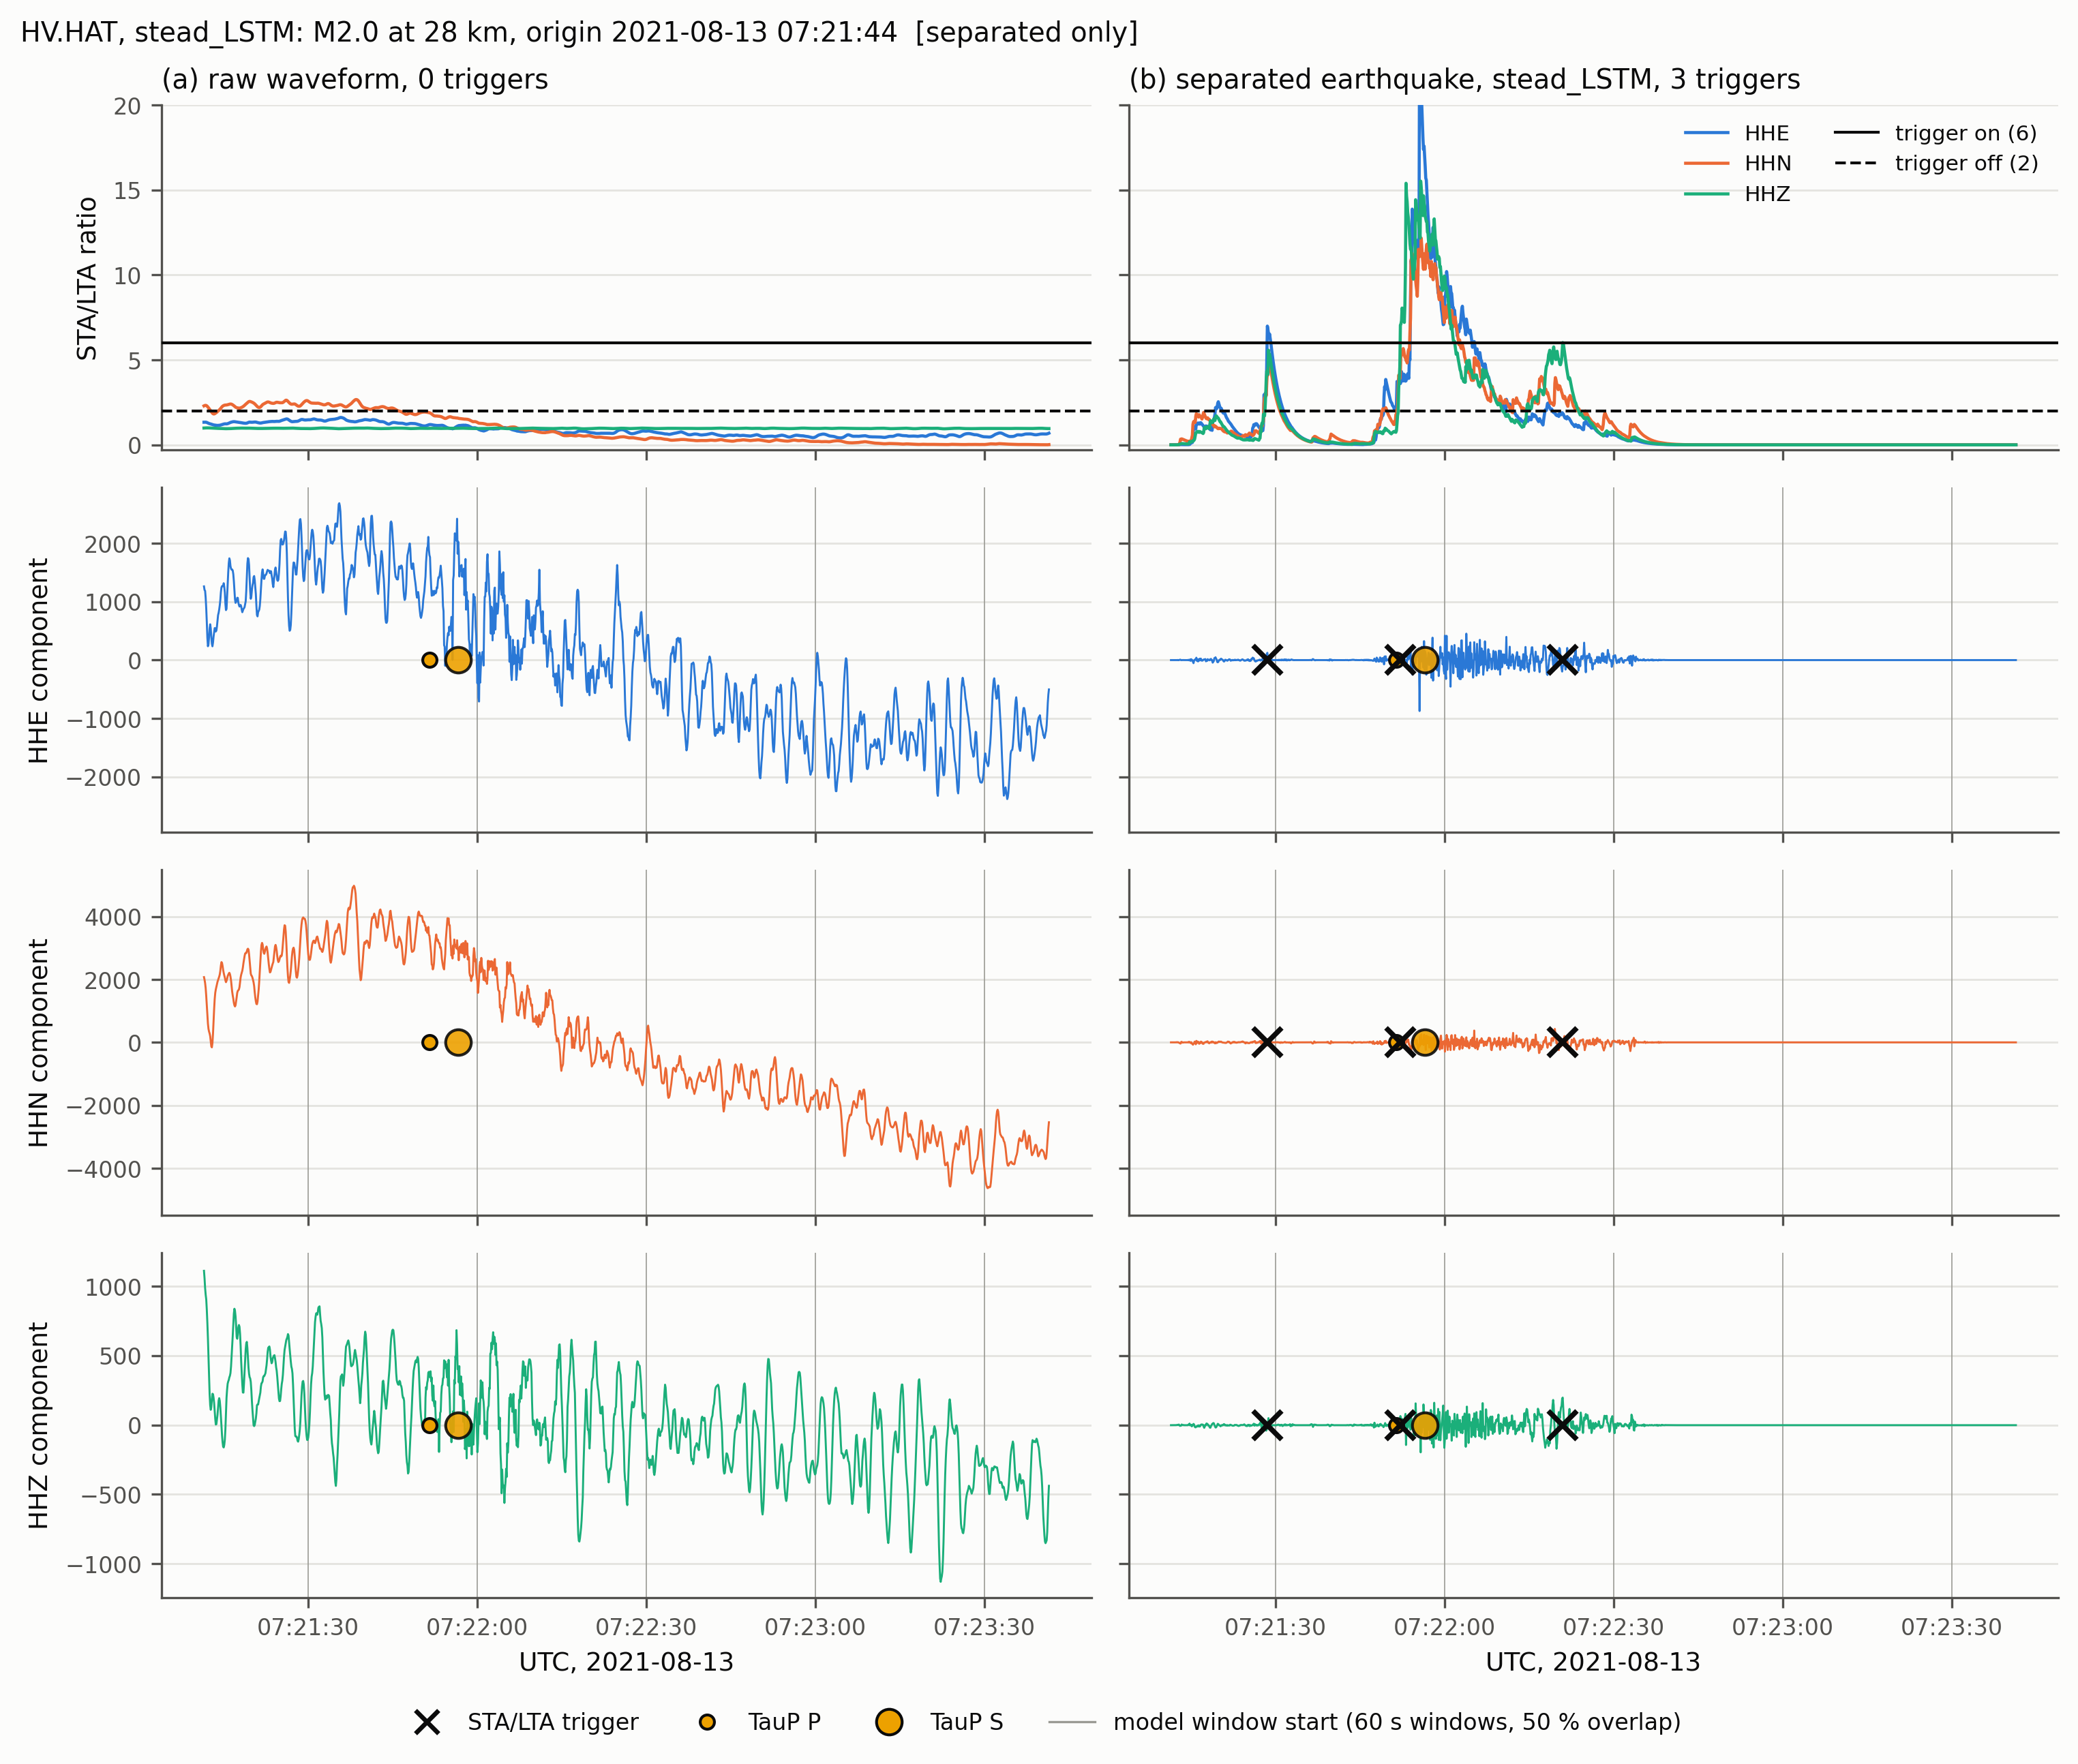 HV.HAT, stead_LSTM: M2.0 at 28 km, origin 2021-08-13 07:21:44  [separated only]
(a) raw waveform, 0 triggers
(b) separated earthquake, stead_LSTM, 3 triggers
STA/LTA ratio
20
15
10
5
0
HHE
HHN
HHZ
trigger on (6)
trigger off (2)
HHE component
2000
1000
0
−1000
−2000
HHN component
4000
2000
0
−2000
−4000
HHZ component
1000
500
0
−500
−1000
07:21:30 07:22:00 07:22:30 07:23:00 07:23:30
UTC, 2021-08-13
07:21:30 07:22:00 07:22:30 07:23:00 07:23:30
UTC, 2021-08-13
STA/LTA trigger
TauP P
TauP S
model window start (60 s windows, 50 % overlap)